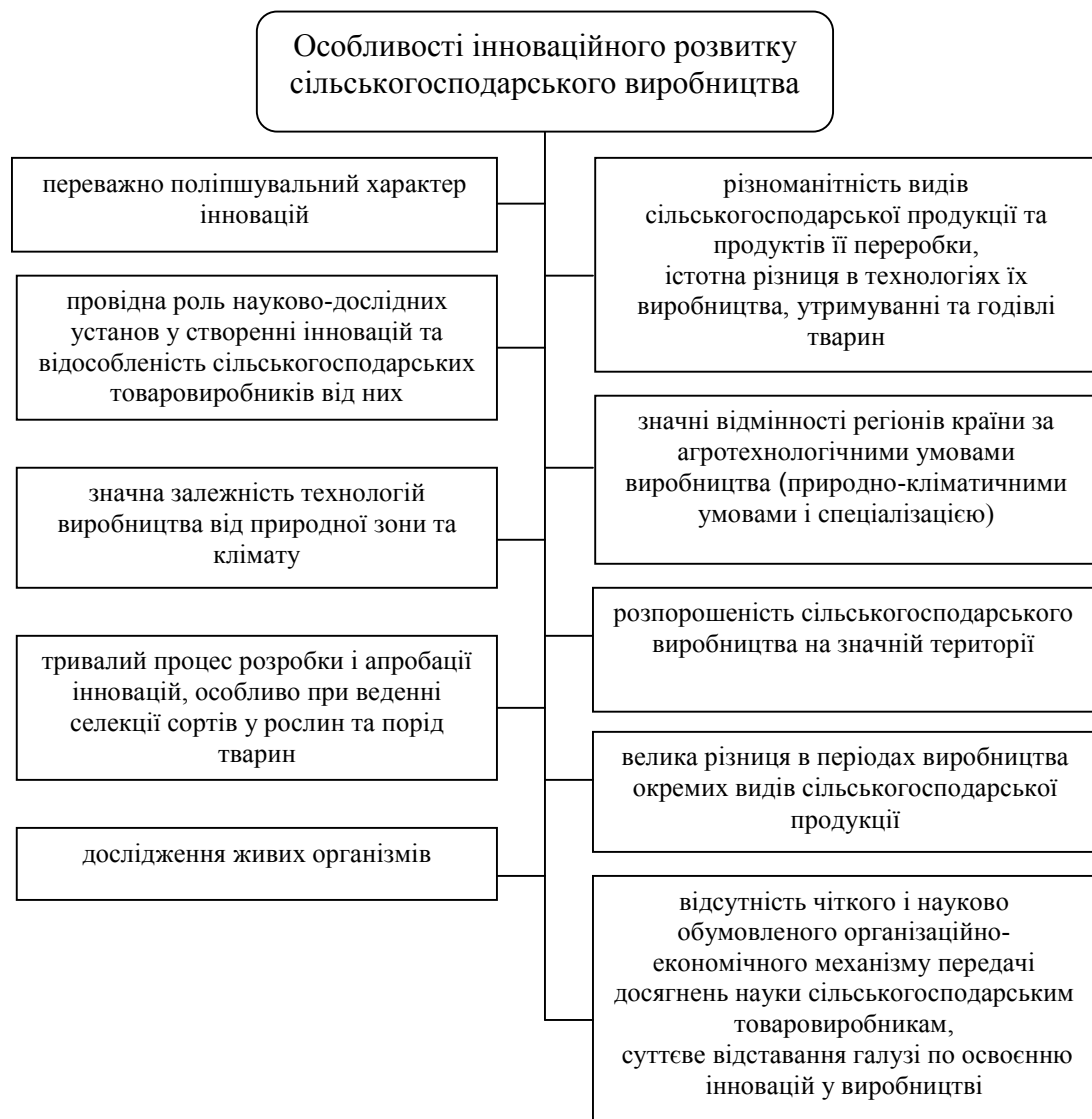 Особливості інноваційного розвитку
сільськогосподарського виробництва
переважно поліпшувальний характер
інновацій
провідна роль науково-дослідних
установ у створенні інновацій та
відособленість сільськогосподарських
товаровиробників від них
значна залежність технологій
виробництва від природної зони та
клімату
тривалий процес розробки і апробації
інновацій, особливо при веденні
селекції сортів у рослин та порід
тварин
дослідження живих організмів
різноманітність видів
сільськогосподарської продукції та
продуктів її переробки,
істотна різниця в технологіях їх
виробництва, утримуванні та годівлі
тварин
значні відмінності регіонів країни за
агротехнологічними умовами
виробництва (природно-кліматичними
умовами і спеціалізацією)
розпорошеність сільськогосподарського
виробництва на значній території
велика різниця в періодах виробництва
окремих видів сільськогосподарської
продукції
відсутність чіткого і науково
обумовленого організаційно-
економічного механізму передачі
досягнень науки сільськогосподарським
товаровиробникам,
суттєве відставання галузі по освоєнню
інновацій у виробництві